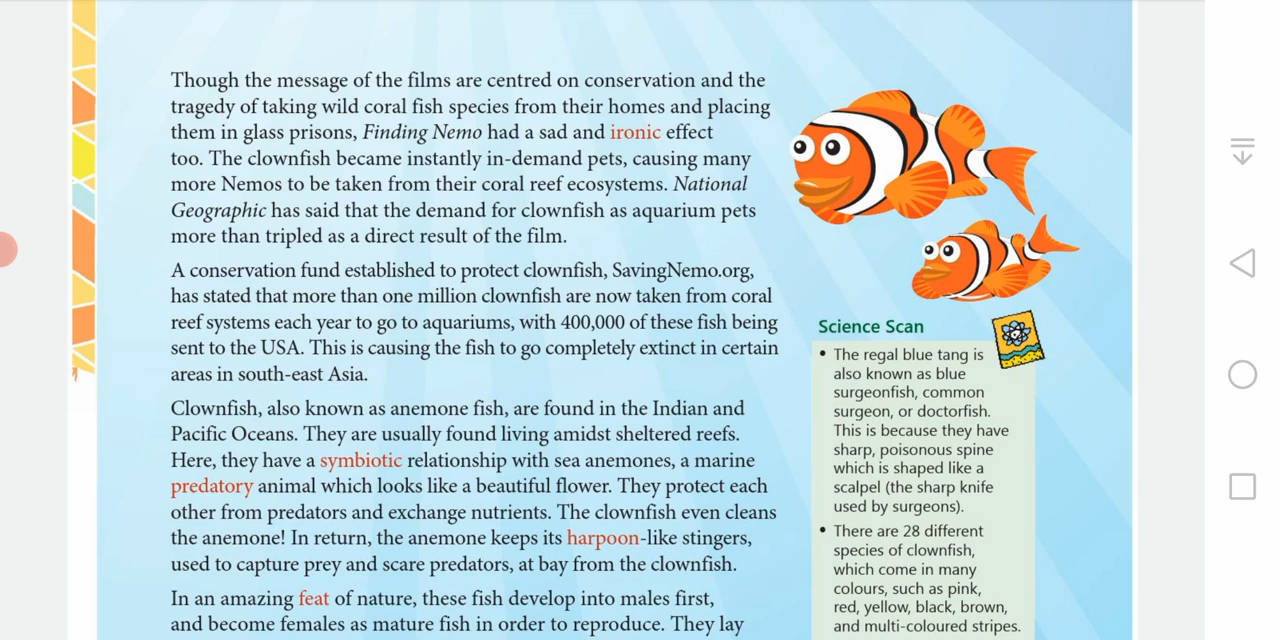 Though the message of the films are centred on conservation and the
tragedy of taking wild coral fish species from their homes and placing
them in glass prisons, Finding Nemo had a sad and ironic effect
too. The clownfish became instantly in-demand pets, causing many
more Nemos to be taken from their coral reef ecosystems. National
Geographic has said that the demand for clownfish as aquarium pets
more than tripled as a direct result of the film.
A conservation fund established to protect clownfish, SavingNemo.org,
has stated that more than one million clownfish are now taken from coral
reef systems each year to go to aquariums, with 400,000 of these fish being
sent to the USA. This is causing the fish to go completely extinct in certain
areas in south-east Asia.
Clownfish, also known as anemone fish, are found in the Indian and
Pacific Oceans. They are usually found living amidst sheltered reefs.
Here, they have a symbiotic relationship with sea anemones, a marine
predatory animal which looks like a beautiful flower. They protect each
other from predators and exchange nutrients. The clownfish even cleans
the anemone! In return, the anemone keeps its harpoon-like stingers,
used to capture prey and scare predators, at bay from the clownfish.
In an amazing feat of nature, these fish develop into males first,
and become females as mature fish in order to reproduce. They lay
Science Scan
• The regal blue tang is
also known as blue
surgeonfish, common
surgeon, or doctorfish.
This is because they have
sharp, poisonous spine
which is shaped like a
scalpel (the sharp knife
used by surgeons).
• There are 28 different
species of clownfish,
which come in many
colours, such as pink,
red, yellow, black, brown,
and multi-coloured stripes.